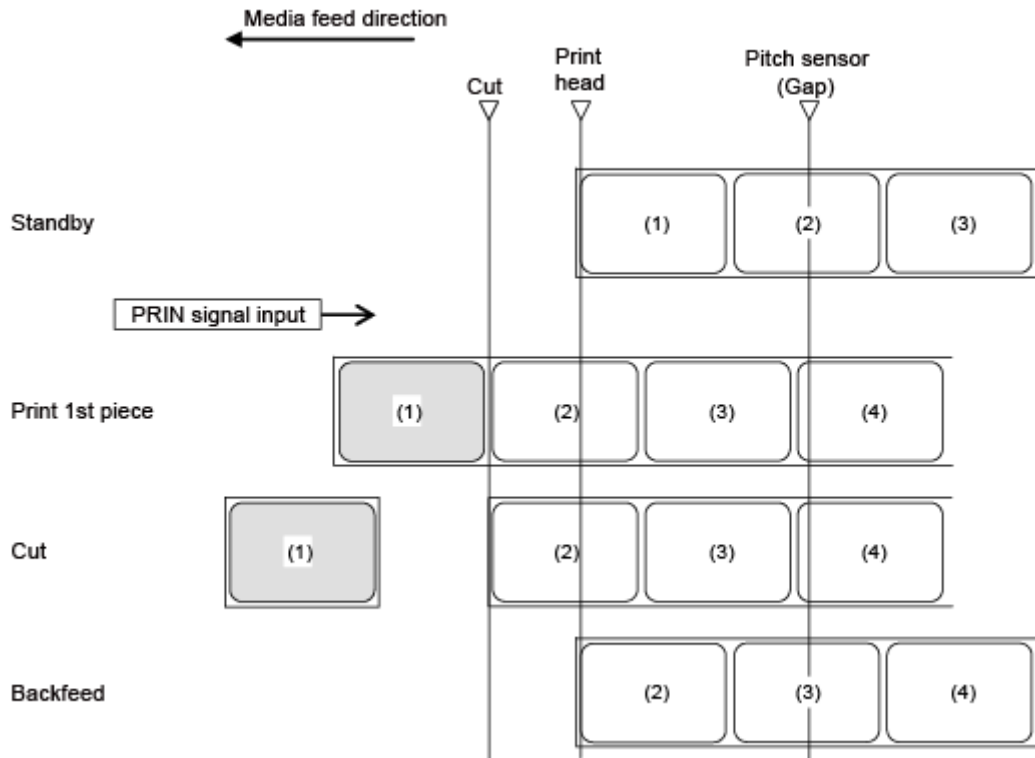 Media feed direction
Cut
Print
head
Pitch sensor
(Gap)
Standby
(1)
(2)
(3)
PRIN signal input
Print 1st piece
(1)
(2)
(3)
(4)
Cut
(1)
(2)
(3)
(4)
Backfeed
(2)
(3)
(4)